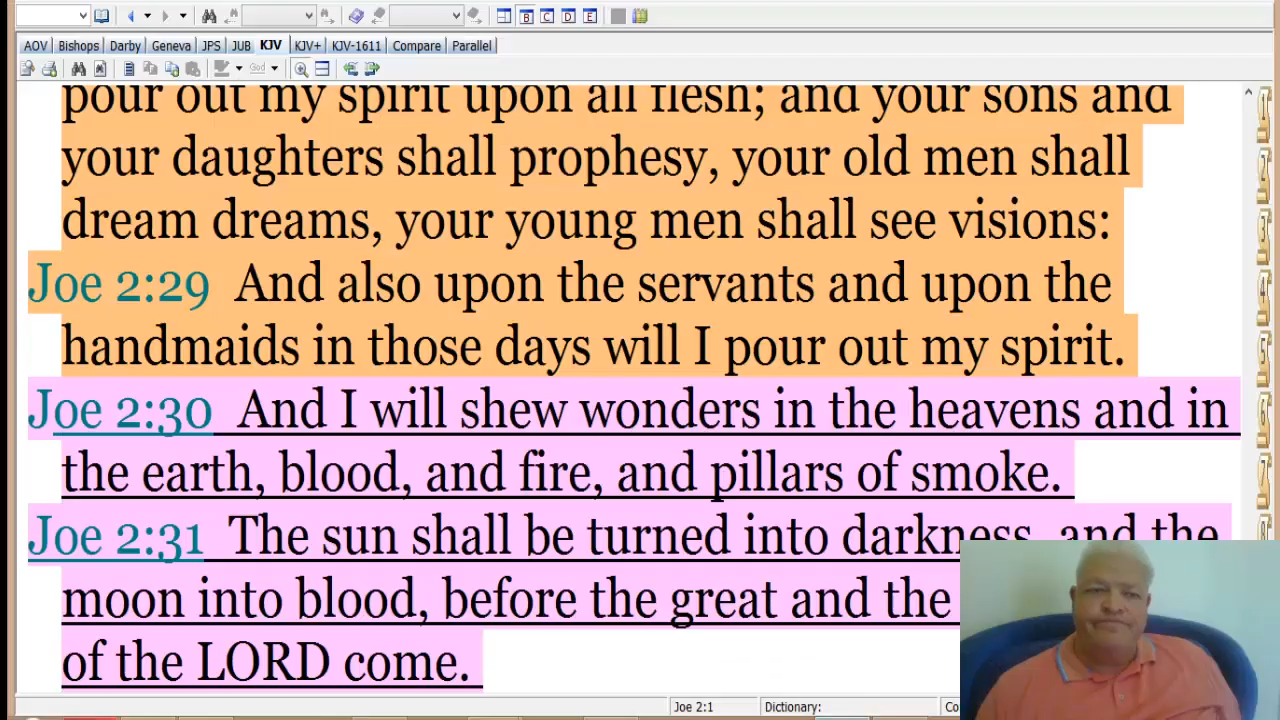 AOV Bishops Darby Geneva JPS JUB KJV KJV+ KJV-1611 Compare Parallel
pour out my spirit upon all flesh; and your sons and
your daughters shall prophesy, your old men shall
dream dreams, your young men shall see visions:
Joe 2:29 And also upon the servants and upon the
handmaids in those days will I pour out my spirit.
Joe 2:30 And I will shew wonders in the heavens and in
the earth, blood, and fire, and pillars of smoke.
Joe 2:31 The sun shall be turned into darkness, and the
moon into blood, before the great and the
of the LORD come.
Joe 2:1 Dictionary: Co